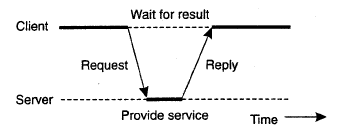 Wait for result
Client
Request
Reply
Server
Provide service
Time